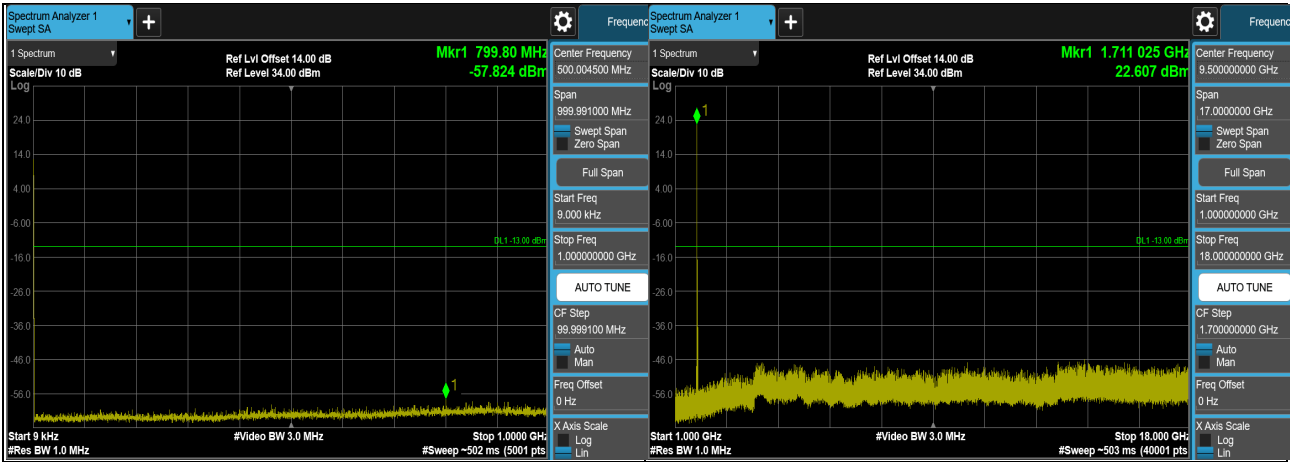 Spectrum Analyzer 1
Swept SA
+
Frequenc
1 Spectrum
Scale/Div 10 dB
Log
Ref Lvl Offset 14.00 dB
Ref Level 34.00 dBm
Mkr1 799.80 MHz
-57.824 dBm
1
24.0
14.0
4.00
-6.00
-16.0
-26.0
-36.0
-46.0
-56.0
DL1 -13.00 dBm
Start 9 kHz
#Res BW 1.0 MHz
#Video BW 3.0 MHz
Stop 1.0000 GHz
#Sweep ~502 ms (5001 pts
Center Frequency
500.004500 MHz
Span
999.991000 MHz
Swept Span
Zero Span
Full Span
Start Freq
9.000 kHz
Stop Freq
1.000000000 GHz
AUTO TUNE
CF Step
99.999100 MHz
Auto
Man
Freq Offset
0 Hz
X Axis Scale
Log
Lin
Spectrum Analyzer 1
Swept SA
+
Frequenc
1 Spectrum
Scale/Div 10 dB
Log
Ref Lvl Offset 14.00 dB
Ref Level 34.00 dBm
Mkr1 1.711 025 GHz
22.607 dBm
1
24.0
14.0
4.00
-6.00
-16.0
-26.0
-36.0
-46.0
-56.0
DL1 -13.00 dBm
Start 1.000 GHz
#Res BW 1.0 MHz
#Video BW 3.0 MHz
Stop 18.000 GHz
#Sweep ~503 ms (40001 pts
Center Frequency
9.500000000 GHz
Span
17.0000000 GHz
Swept Span
Zero Span
Full Span
Start Freq
1.000000000 GHz
Stop Freq
18.000000000 GHz
AUTO TUNE
CF Step
1.700000000 GHz
Auto
Man
Freq Offset
0 Hz
X Axis Scale
Log
Lin